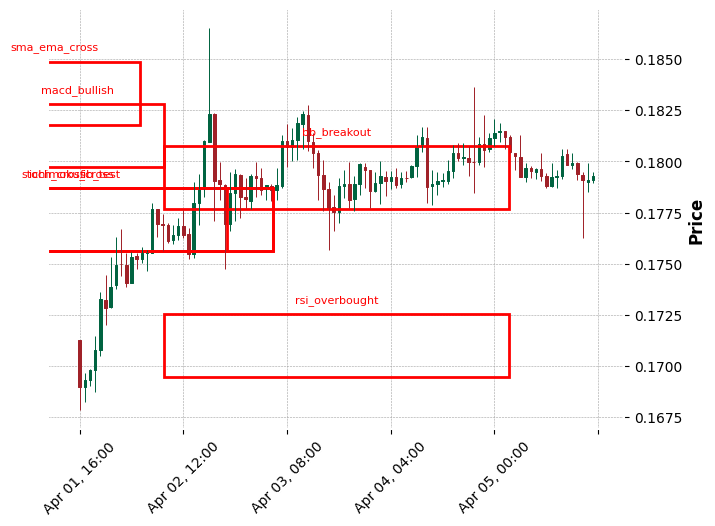 sma_ema_cross
0.1850
macd_bullish
0.1825
bb_breakout
0.1800
0.1775
Price
0.1750
rsi_overbought
0.1725
0.1700
0.1675
Apr 01, 16:00
Apr 02, 12:00
Apr 03, 08:00
Apr 04, 04:00
Apr 05, 00:00